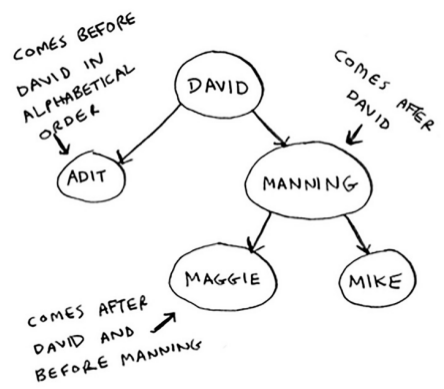 COMES BEFORE
DAVID IN
ALPHABETICAL
ORDER
DAVID
COMES AFTER
DAVID
ADIT
MANNING
MAGGIE
MIKE
COMES AFTER
DAVID AND
BEFORE MANNING